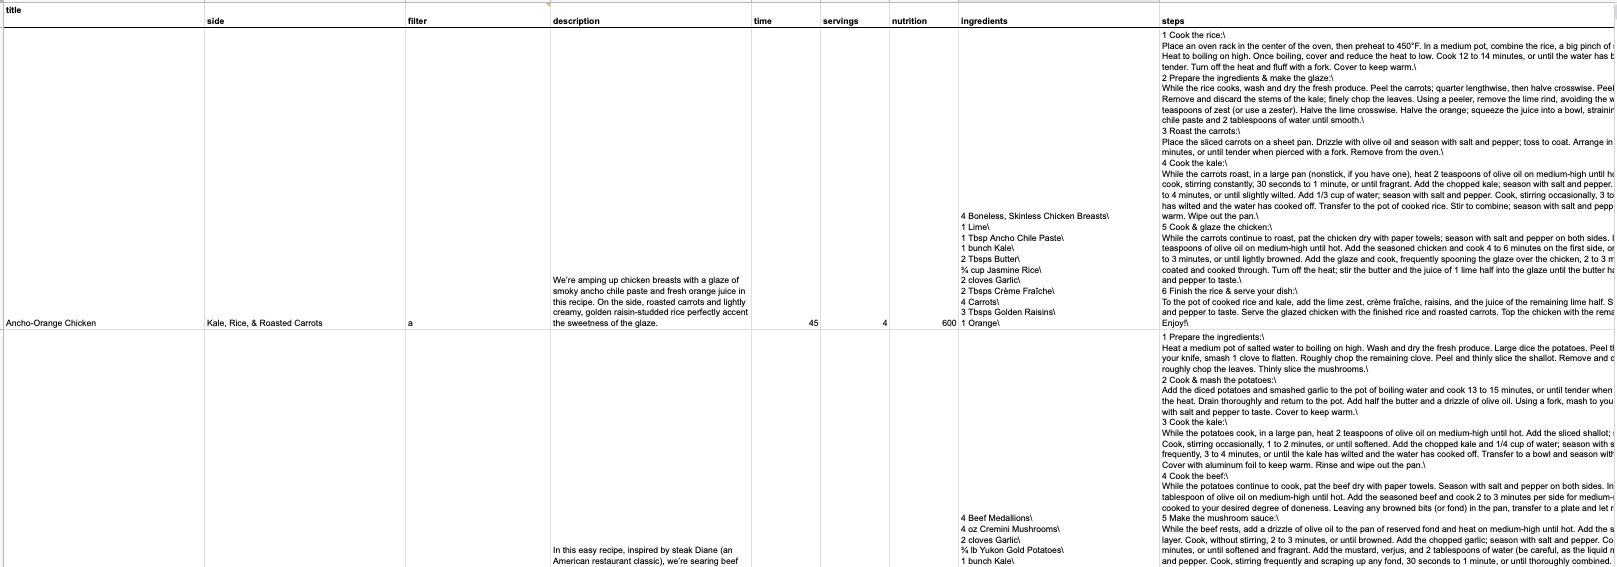 title
side
filter
description
time
servings
nutrition
ingredients
steps
Ancho-Orange Chicken
Kale, Rice, & Roasted Carrots
a
We're amping up chicken breasts with a glaze of
smoky ancho chile paste and fresh orange juice in
this recipe. On the side, roasted carrots and lightly
creamy, golden raisin-studded rice perfectly accent
the sweetness of the glaze.
45
4
600
4 Boneless, Skinless Chicken Breasts\
1 Lime\
1 Tbsp Ancho Chile Paste\
1 bunch Kale\
2 Tbsps Butter\
¾ cup Jasmine Rice\
2 cloves Garlic\
2 Tbsps Crème Fraîche\
4 Carrots\
3 Tbsps Golden Raisins\
1 Orange\
1 Cook the rice:\
Place an oven rack in the center of the oven, then preheat to 450°F. In a medium pot, combine the rice, a big pinch of
Heat to boiling on high. Once boiling, cover and reduce the heat to low. Cook 12 to 14 minutes, or until the water has
tender. Turn off the heat and fluff with a fork. Cover to keep warm.\
2 Prepare the ingredients & make the glaze:\
While the rice cooks, wash and dry the fresh produce. Peel the carrots; quarter lengthwise, then halve crosswise. Peel
Remove and discard the stems of the kale; finely chop the leaves. Using a peeler, remove the lime rind, avoiding the
teaspoons of zest (or use a zester). Halve the lime crosswise. Halve the orange; squeeze the juice into a bowl,
chile paste and 2 tablespoons of water until smooth.\
3 Roast the carrots:\
Place the sliced carrots on a sheet pan. Drizzle with olive oil and season with salt and pepper; toss to coat. Arrange in
minutes, or until tender when pierced with a fork. Remove from the oven.\
4 Cook the kale:\
While the carrots roast, in a large pan (nonstick, if you have one), heat 2 teaspoons of olive oil on medium-high until
cook, stirring constantly, 30 seconds to 1 minute, or until fragrant. Add the chopped kale; season with salt and pepper.
to 4 minutes, or until slightly wilted. Add 1/3 cup of water; season with salt and pepper. Cook, stirring occasionally, 3 to
has wilted and the water has cooked off. Transfer to the pot of cooked rice. Stir to combine; season with salt and
warm. Wipe out the pan.\
5 Cook & glaze the chicken:\
While the carrots continue to roast, pat the chicken dry with paper towels; season with salt and pepper on both sides.
teaspoons of olive oil on medium-high until hot. Add the seasoned chicken and cook 4 to 6 minutes on the first side, or
to 3 minutes, or until lightly browned. Add the glaze and cook, frequently spooning the glaze over the chicken, 2 to 3
coated and cooked through. Turn off the heat; stir the butter and the juice of 1 lime half into the glaze until the butter
and pepper to taste.\
6 Finish the rice & serve your dish:\
To the pot of cooked rice and kale, add the lime zest, crème fraîche, raisins, and the juice of the remaining lime half.
and pepper to taste. Serve the glazed chicken with the finished rice and roasted carrots. Top the chicken with the
Enjoy!\
In this easy recipe, inspired by steak Diane (an
American restaurant classic), we're searing beef
4 Beef Medallions\
4 oz Cremini Mushrooms\
2 cloves Garlic\
¾ lb Yukon Gold Potatoes\
1 bunch Kale\
1 Prepare the ingredients:\
Heat a medium pot of salted water to boiling on high. Wash and dry the fresh produce. Large dice the potatoes. Peel
your knife, smash 1 clove to flatten. Roughly chop the remaining clove. Peel and thinly slice the shallot. Remove and
roughly chop the leaves. Thinly slice the mushrooms.\
2 Cook & mash the potatoes:\
Add the diced potatoes and smashed garlic to the pot of boiling water and cook 13 to 15 minutes, or until tender when
the heat. Drain thoroughly and return to the pot. Add half the butter and a drizzle of olive oil. Using a fork, mash to
with salt and pepper to taste. Cover to keep warm.\
3 Cook the kale:\
While the potatoes cook, in a large pan, heat 2 teaspoons of olive oil on medium-high until hot. Add the sliced shallot;
Cook, stirring occasionally, 1 to 2 minutes, or until softened. Add the chopped kale and 1/4 cup of water; season with
frequently, 3 to 4 minutes, or until the kale has wilted and the water has cooked off. Transfer to a bowl and season with
Cover with aluminum foil to keep warm. Rinse and wipe out the pan.\
4 Cook the beef:\
While the potatoes continue to cook, pat the beef dry with paper towels. Season with salt and pepper on both sides. In
tablespoon of olive oil on medium-high until hot. Add the seasoned beef and cook 2 to 3 minutes per side for
cooked to your desired degree of doneness. Leaving any browned bits (or fond) in the pan, transfer to a plate and let
5 Make the mushroom sauce:\
While the beef rests, add a drizzle of olive oil to the pan of reserved fond and heat on medium-high until hot. Add the
layer. Cook, without stirring, 2 to 3 minutes, or until browned. Add the chopped garlic; season with salt and pepper.
minutes, or until softened and fragrant. Add the mustard, verjus, and 2 tablespoons of water (be careful, as the liquid
and pepper. Cook, stirring frequently and scraping up any fond, 30 seconds to 1 minute, or until thoroughly combined.